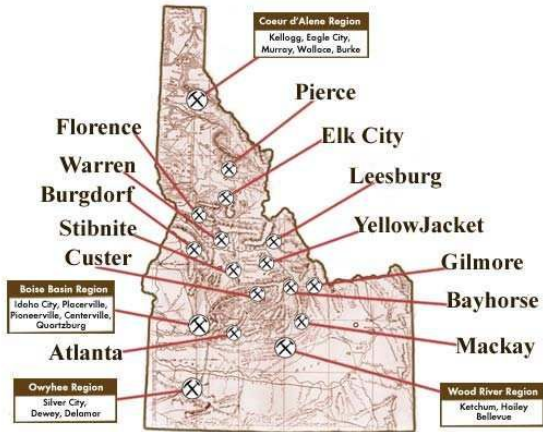 Coeur d'Alene Region
Kellogg, Eagle City,
Murray, Wallace, Burke
Pierce
Florence
Elk City
Warren
Leesburg
Burgdorf
Stibnite
YellowJacket
Custer
Gilmore
Boise Basin Region
Idaho City, Placerville,
Pioneerville, Centerville,
Quartzburg
Bayhorse
Atlanta
Mackay
Owyhee Region
Silver City,
Dewey, Delamar
Wood River Region
Ketchum, Hailey
Bellevue